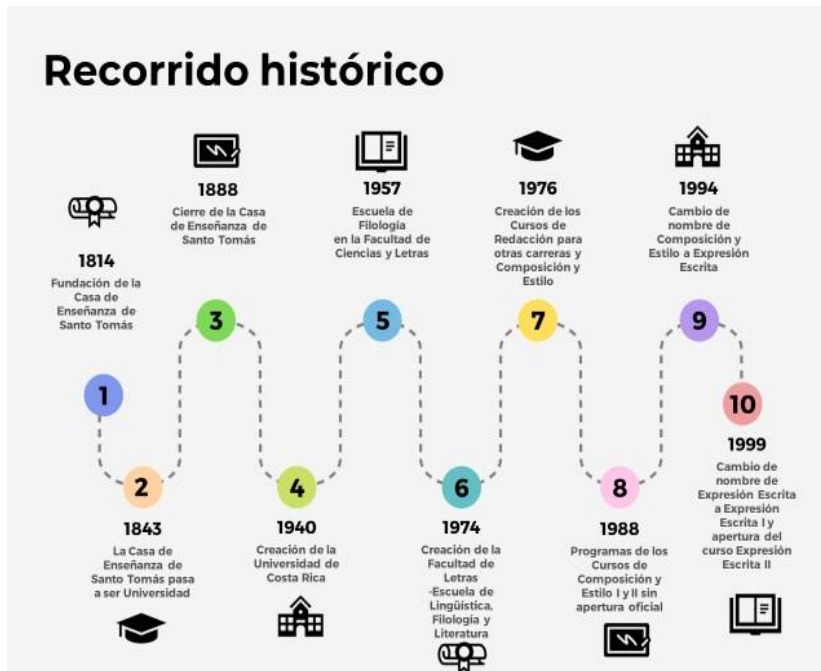 Recorrido histórico
1
1814
Fundación de la
Casa de
Enseñanza de
Santo Tomás
2
1843
La Casa de
Enseñanza de
Santo Tomás pasa
a ser Universidad
3
1888
Cierre de la Casa
de Enseñanza de
Santo Tomás
4
1940
Creación de la
Universidad de
Costa Rica
5
1957
Escuela de
Filología
en la Facultad de
Ciencias y Letras
6
1974
Creación de la
Facultad de
Letras
-Escuela de
Lingüística,
Filología y
Literatura
7
1976
Creación de los
Cursos de
Redacción para
otras carreras y
Composición y
Estilo
8
1988
Programas de los
Cursos de
Composición y
Estilo I y II sin
apertura oficial
9
1994
Cambio de
nombre de
Composición y
Estilo a Expresión
Escrita
10
1999
Cambio de
nombre de
Expresión Escrita
a Expresión
Escrita I y
apertura del
curso Expresión
Escrita II